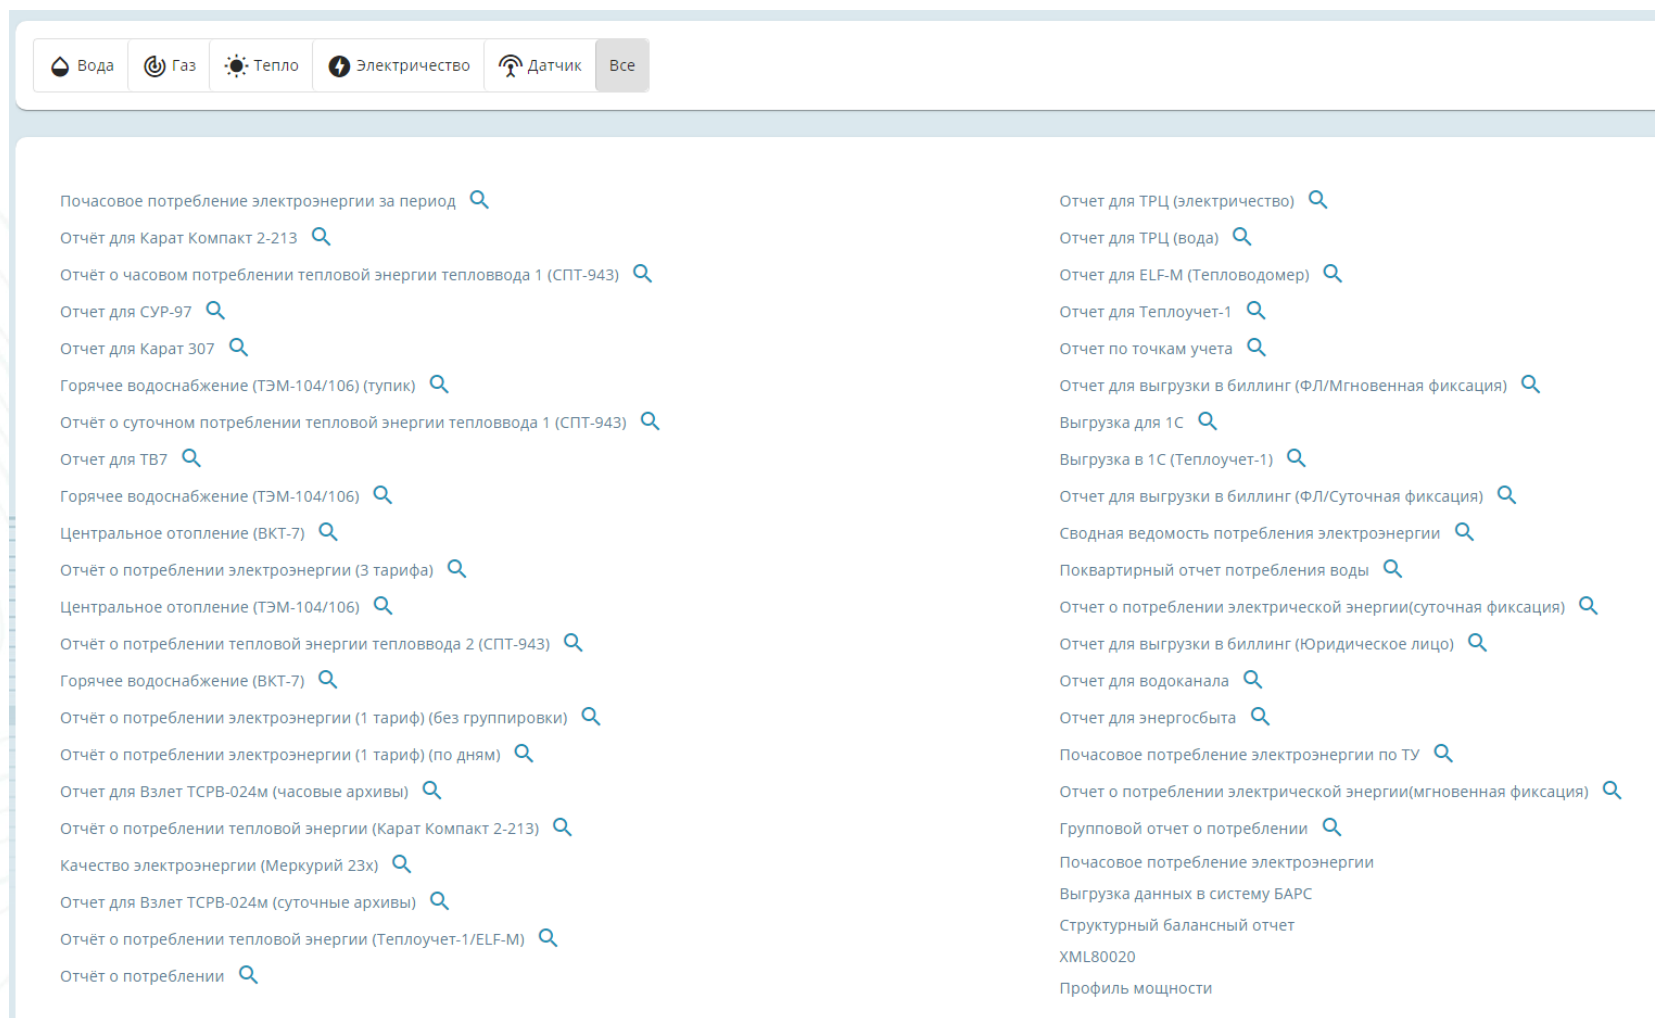 Вода Газ Тепло Электричество Датчик Все
Почасовое потребление электроэнергии за период
Отчёт для Карат Компакт 2-213
Отчёт о часовом потреблении тепловой энергии тепловвода 1 (СПТ-943)
Отчет для СУР-97
Отчет для Карат 307
Горячее водоснабжение (ТЭМ-104/106) (тупик)
Отчёт о суточном потреблении тепловой энергии тепловвода 1 (СПТ-943)
Отчет для ТВ7
Горячее водоснабжение (ТЭМ-104/106)
Центральное отопление (ВКТ-7)
Отчёт о потреблении электроэнергии (3 тарифа)
Центральное отопление (ТЭМ-104/106)
Отчёт о потреблении тепловой энергии тепловвода 2 (СПТ-943)
Горячее водоснабжение (ВКТ-7)
Отчёт о потреблении электроэнергии (1 тариф) (без группировки)
Отчёт о потреблении электроэнергии (1 тариф) (по дням)
Отчет для Взлет ТСРВ-024м (часовые архивы)
Отчёт о потреблении тепловой энергии (Карат Компакт 2-213)
Качество электроэнергии (Меркурий 23х)
Отчет для Взлет ТСРВ-024м (суточные архивы)
Отчёт о потреблении тепловой энергии (Теплоучет-1/ELF-M)
Отчёт о потреблении
Отчет для ТРЦ (электричество)
Отчет для ТРЦ (вода)
Отчет для ELF-M (Тепловодомер)
Отчет для Теплоучет-1
Отчет по точкам учета
Отчет для выгрузки в биллинг (ФЛ/Мгновенная фиксация)
Выгрузка для 1С
Выгрузка в 1С (Теплоучет-1)
Отчет для выгрузки в биллинг (ФЛ/Суточная фиксация)
Сводная ведомость потребления электроэнергии
Поквартирный отчет потребления воды
Отчет о потреблении электрической энергии(суточная фиксация)
Отчет для выгрузки в биллинг (Юридическое лицо)
Отчет для водоканала
Отчет для энергосбыта
Почасовое потребление электроэнергии по ТУ
Отчет о потреблении электрической энергии(мгновенная фиксация)
Групповой отчет о потреблении
Почасовое потребление электроэнергии
Выгрузка данных в систему БАРС
Структурный балансный отчет
XML80020
Профиль мощности